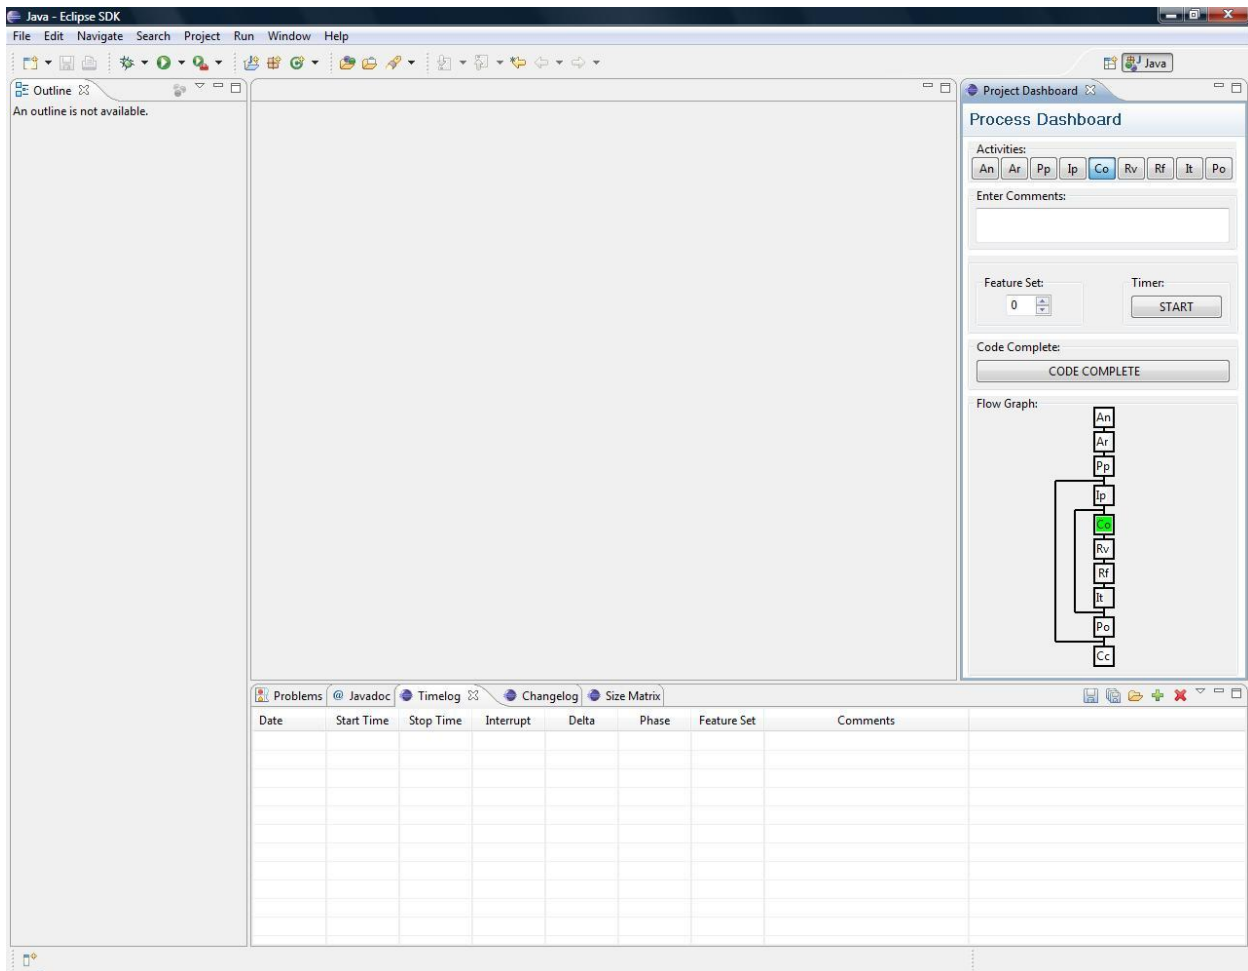 Java - Eclipse SDK
File Edit Navigate Search Project Run Window Help
Java
Outline
An outline is not available.
Project Dashboard
Process Dashboard
Activities:
An Ar Pp Ip Co Rv Rf It Po
Enter Comments:
Feature Set: Timer:
0 START
Code Complete:
CODE COMPLETE
Flow Graph:
An
Ar
Pp
Ip
Co
Rv
Rf
It
Po
Cc
Problems @ Javadoc Timelog Changelog Size Matrix
Date Start Time Stop Time Interrupt Delta Phase Feature Set Comments